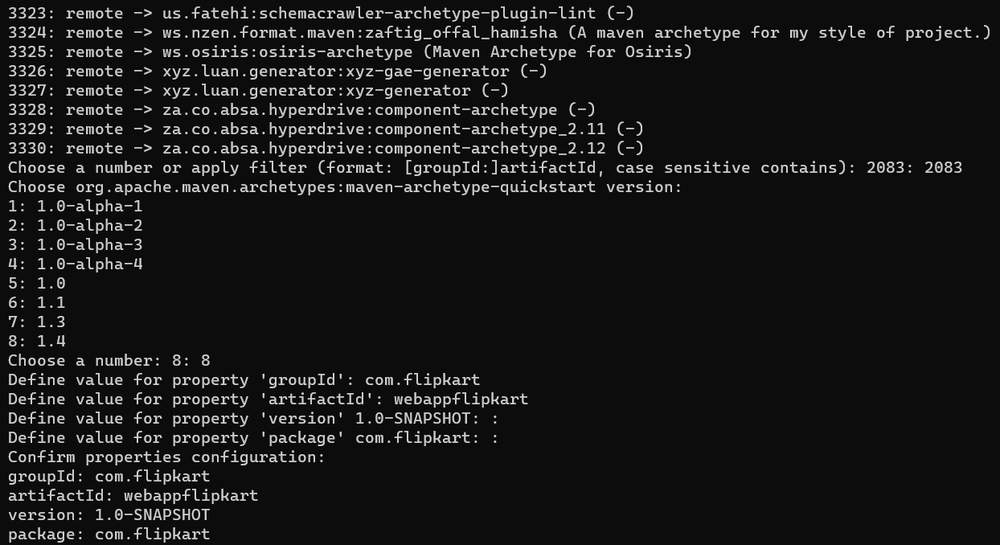 3323: remote -> us.fatehi:schemacrawler-archetype-plugin-lint (-)
3324: remote -> ws.nzen.format.maven:zaftig_offal_hamisha (A maven archetype for my style of project.)
3325: remote -> ws.osiris:osiris-archetype (Maven Archetype for Osiris)
3326: remote -> xyz.luan.generator:xyz-gae-generator (-)
3327: remote -> xyz.luan.generator:xyz-generator (-)
3328: remote -> za.co.absa.hyperdrive:component-archetype (-)
3329: remote -> za.co.absa.hyperdrive:component-archetype_2.11 (-)
3330: remote -> za.co.absa.hyperdrive:component-archetype_2.12 (-)
Choose a number or apply filter (format: [groupId:]artifactId, case sensitive contains): 2083: 2083
Choose org.apache.maven.archetypes:maven-archetype-quickstart version:
1: 1.0-alpha-1
2: 1.0-alpha-2
3: 1.0-alpha-3
4: 1.0-alpha-4
5: 1.0
6: 1.1
7: 1.3
8: 1.4
Choose a number: 8: 8
Define value for property 'groupId': com.flipkart
Define value for property 'artifactId': webappflipkart
Define value for property 'version' 1.0-SNAPSHOT: :
Define value for property 'package' com.flipkart: :
Confirm properties configuration:
groupId: com.flipkart
artifactId: webappflipkart
version: 1.0-SNAPSHOT
package: com.flipkart